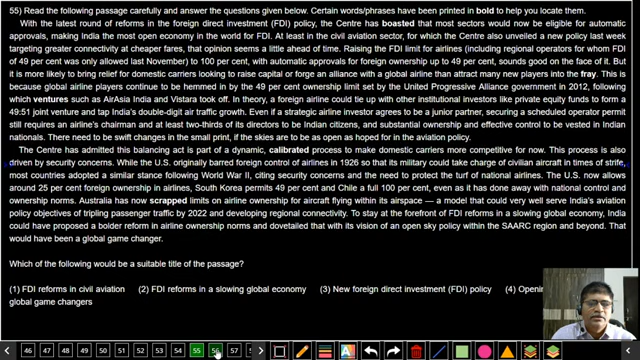 55) Read the following passage carefully and answer the questions given below. Certain words/phrases have been printed in bold to help you locate them.
With the latest round of reforms in the foreign direct investment (FDI) policy, the Centre has boasted that most sectors would now be eligible for automatic
approvals, making India the most open economy in the world for FDI. At least in the civil aviation sector, for which the Centre also unveiled a new policy last week
targeting greater connectivity at cheaper fares, that opinion seems a little ahead of time. Raising the FDI limit for airlines (including regional operators for whom FDI
of 49 per cent was only allowed last November) to 100 per cent, with automatic approvals for foreign ownership up to 49 per cent, sounds good on the face of it. But
it is more likely to bring relief for domestic carriers looking to raise capital or forge an alliance with a global airline than attract many new players into the fray. This is
because global airline players continue to be hemmed in by the 49 per cent ownership limit set by the United Progressive Alliance government in 2012, following
which ventures such as AirAsia India and Vistara took off. In theory, a foreign airline could tie up with other institutional investors like private equity funds to form a
49:51 joint venture and tap India's double-digit air traffic growth. Even if a strategic airline investor agrees to be a junior partner, securing a scheduled operator permit
still requires an airline's chairman and at least two-thirds of its directors to be Indian citizens, and substantial ownership and effective control to be vested in Indian
nationals. There need to be swift changes in the small print, if the skies are to be as open as hoped for in the aviation policy.
The Centre has admitted this balancing act is part of a dynamic, calibrated process to make domestic carriers more competitive for now. This process is also
driven by security concerns. While the U.S. originally barred foreign control of airlines in 1926 so that its military could take charge of civilian aircraft in times of strife,
most countries adopted a similar stance following World War II, citing security concerns and the need to protect the turf of national airlines. The U.S. now allows
around 25 per cent foreign ownership in airlines, South Korea permits 49 per cent and Chile a full 100 per cent, even as it has done away with national control and
ownership norms. Australia has now scrapped limits on airline ownership for aircraft flying within its airspace — a model that could very well serve India's aviation
policy objectives of tripling passenger traffic by 2022 and developing regional connectivity. To stay at the forefront of FDI reforms in a slowing global economy, India
could have proposed a bolder reform in airline ownership norms and dovetailed that with its vision of an open sky policy within the SAARC region and beyond. That
would have been a global game changer.
Which of the following would be a suitable title of the passage?
(1) FDI reforms in civil aviation (2) FDI reforms in a slowing global economy (3) New foreign direct investment (FDI) policy (4)
global game changers
46 47 48 49 50 51 52 53 54 55 56 57